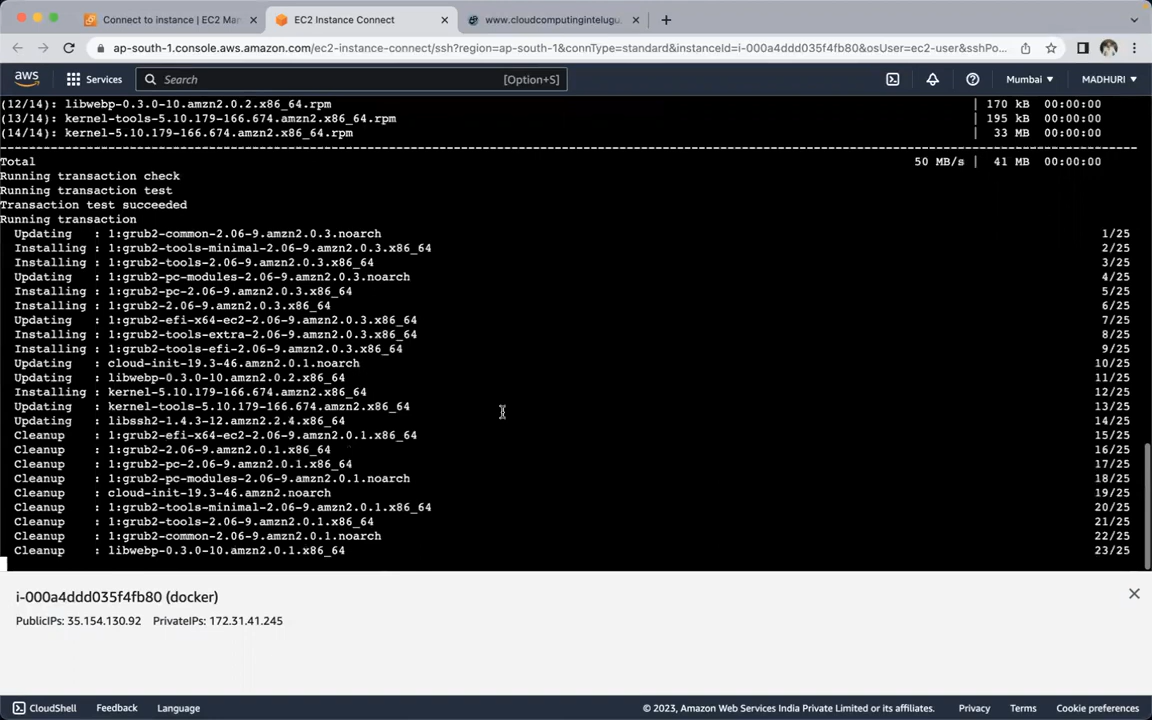 Connect to instance | EC2 Man
EC2 Instance Connect
www.cloudcomputingintelugu.
ap-south-1.console.aws.amazon.com/ec2-instance-connect/ssh?region=ap-south-1&connType=standard&instanceId=i-000a4ddd035f4fb80&osUser=ec2-user&sshPo...
aws
Services
Search
[Option+S]
Mumbai
MADHURI
(12/14): libwebp-0.3.0-10.amzn2.0.2.x86_64.rpm | 170 kB 00:00:00
(13/14): kernel-tools-5.10.179-166.674.amzn2.x86_64.rpm | 195 kB 00:00:00
(14/14): kernel-5.10.179-166.674.amzn2.x86_64.rpm | 33 MB 00:00:00
Total 50 MB/s | 41 MB 00:00:00
Running transaction check
Running transaction test
Transaction test succeeded
Running transaction
Updating : 1:grub2-common-2.06-9.amzn2.0.3.noarch 1/25
Installing : 1:grub2-tools-minimal-2.06-9.amzn2.0.3.x86_64 2/25
Installing : 1:grub2-tools-2.06-9.amzn2.0.3.x86_64 3/25
Updating : 1:grub2-pc-modules-2.06-9.amzn2.0.3.noarch 4/25
Installing : 1:grub2-pc-2.06-9.amzn2.0.3.x86_64 5/25
Installing : 1:grub2-2.06-9.amzn2.0.3.x86_64 6/25
Updating : 1:grub2-efi-x64-ec2-2.06-9.amzn2.0.3.x86_64 7/25
Installing : 1:grub2-tools-extra-2.06-9.amzn2.0.3.x86_64 8/25
Installing : 1:grub2-tools-efi-2.06-9.amzn2.0.3.x86_64 9/25
Updating : cloud-init-19.3-46.amzn2.0.1.noarch 10/25
Updating : libwebp-0.3.0-10.amzn2.0.2.x86_64 11/25
Installing : kernel-5.10.179-166.674.amzn2.x86_64 12/25
Updating : kernel-tools-5.10.179-166.674.amzn2.x86_64 13/25
Updating : libssh2-1.4.3-12.amzn2.2.4.x86_64 14/25
Cleanup : 1:grub2-efi-x64-ec2-2.06-9.amzn2.0.1.x86_64 15/25
Cleanup : 1:grub2-2.06-9.amzn2.0.1.x86_64 16/25
Cleanup : 1:grub2-pc-2.06-9.amzn2.0.1.x86_64 17/25
Cleanup : 1:grub2-pc-modules-2.06-9.amzn2.0.1.noarch 18/25
Cleanup : cloud-init-19.3-46.amzn2.noarch 19/25
Cleanup : 1:grub2-tools-minimal-2.06-9.amzn2.0.1.x86_64 20/25
Cleanup : 1:grub2-tools-2.06-9.amzn2.0.1.x86_64 21/25
Cleanup : 1:grub2-common-2.06-9.amzn2.0.1.noarch 22/25
Cleanup : libwebp-0.3.0-10.amzn2.0.1.x86_64 23/25
i-000a4ddd035f4fb80 (docker)
PublicIPs: 35.154.130.92 PrivateIPs: 172.31.41.245
CloudShell Feedback Language © 2023, Amazon Web Services India Private Limited or its affiliates. Privacy Terms Cookie preferences